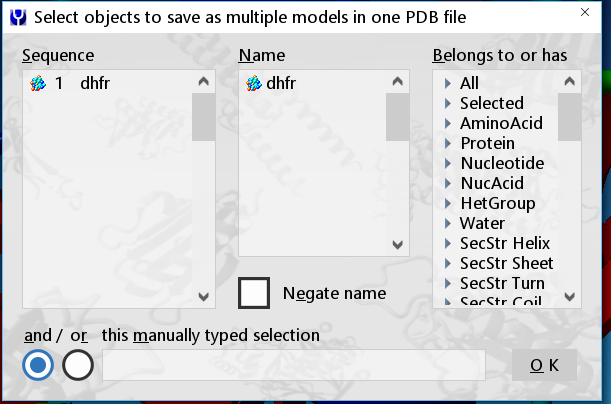 Select objects to save as multiple models in one PDB file
Sequence
Name
Belongs to or has
1 dhfr
dhfr
All
Selected
AminoAcid
Protein
Nucleotide
NucAcid
HetGroup
Water
SecStr Helix
SecStr Sheet
SecStr Turn
SecStr Coil
Negate name
and / or this manually typed selection
O K